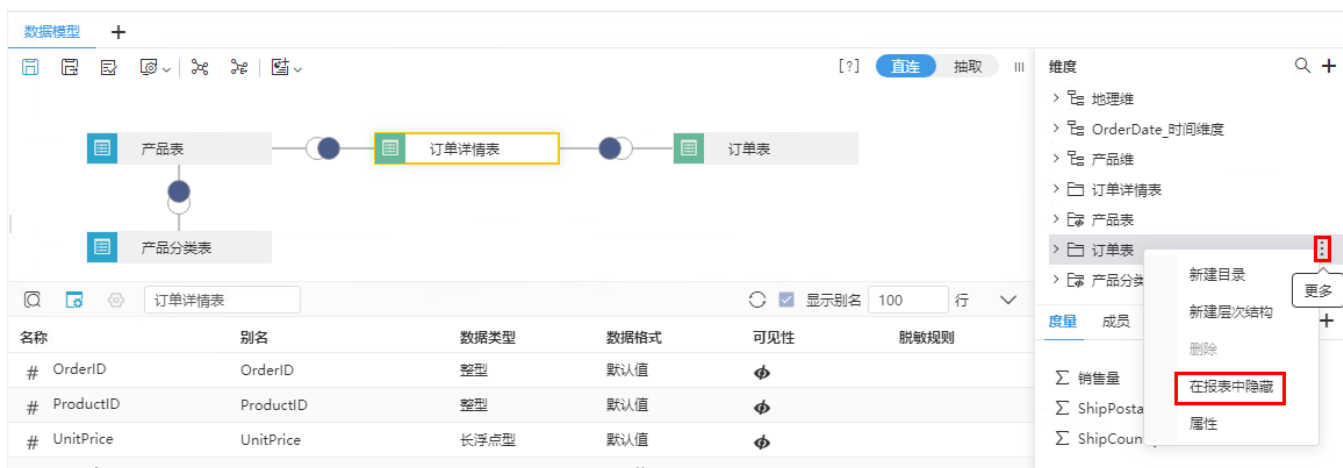 数据模型 +
[?] 直连 抽取
产品表 订单详情表 订单表
产品分类表
订单详情表 显示别名 100 行
名称 别名 数据类型 数据格式 可见性 脱敏规则
# OrderID OrderID 整型 默认值
# ProductID ProductID 整型 默认值
# UnitPrice UnitPrice 长浮点型 默认值
维度 +
地理维
OrderDate_时间维度
产品维
订单详情表
产品表
订单表
产品分类
新建目录
更多
新建层次结构
删除
在报表中隐藏
属性
度量 成员 +
Σ 销售量
Σ ShipPosta
Σ ShipCoun